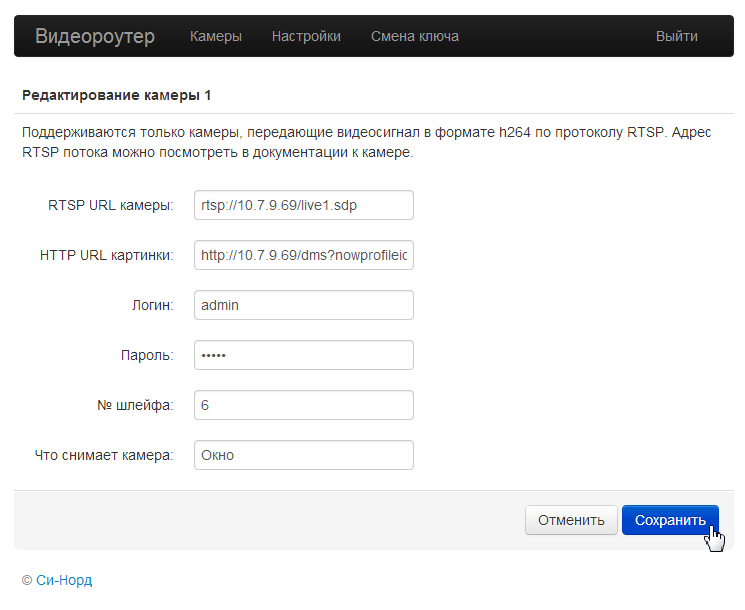 Видеороутер Камеры Настройки Смена ключа Выйти
Редактирование камеры 1
Поддерживаются только камеры, передающие видеосигнал в формате h264 по протоколу RTSP. Адрес
RTSP потока можно посмотреть в документации к камере.
RTSP URL камеры: rtsp://10.7.9.69/live1.sdp
HTTP URL картинки: http://10.7.9.69/dms?nowprofileid
Логин: admin
Пароль: •••••
№ шлейфа: 6
Что снимает камера: Окно
Отменить Сохранить
© Си-Норд